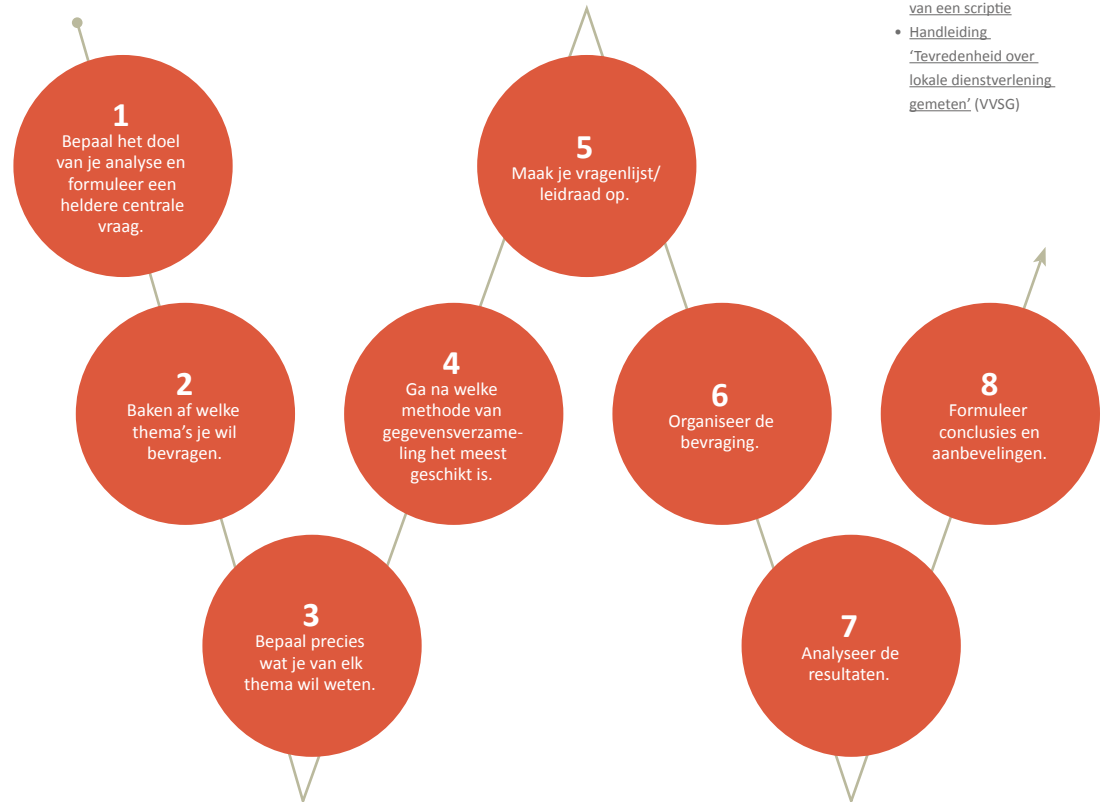 van een scriptie
• Handleiding
‘Tevredenheid over
lokale dienstverlening
gemeten’ (VVSG)
1
Bepaal het doel
van je analyse en
formuleer een
heldere centrale
vraag.
2
Baken af welke
thema’s je wil
bevragen.
3
Bepaal precies
wat je van elk
thema wil weten.
4
Ga na welke
methode van
gegevensverzame-
ling het meest
geschikt is.
5
Maak je vragenlijst/
leidraad op.
6
Organiseer de
bevraging.
7
Analyseer de
resultaten.
8
Formuleer
conclusies en
aanbevelingen.